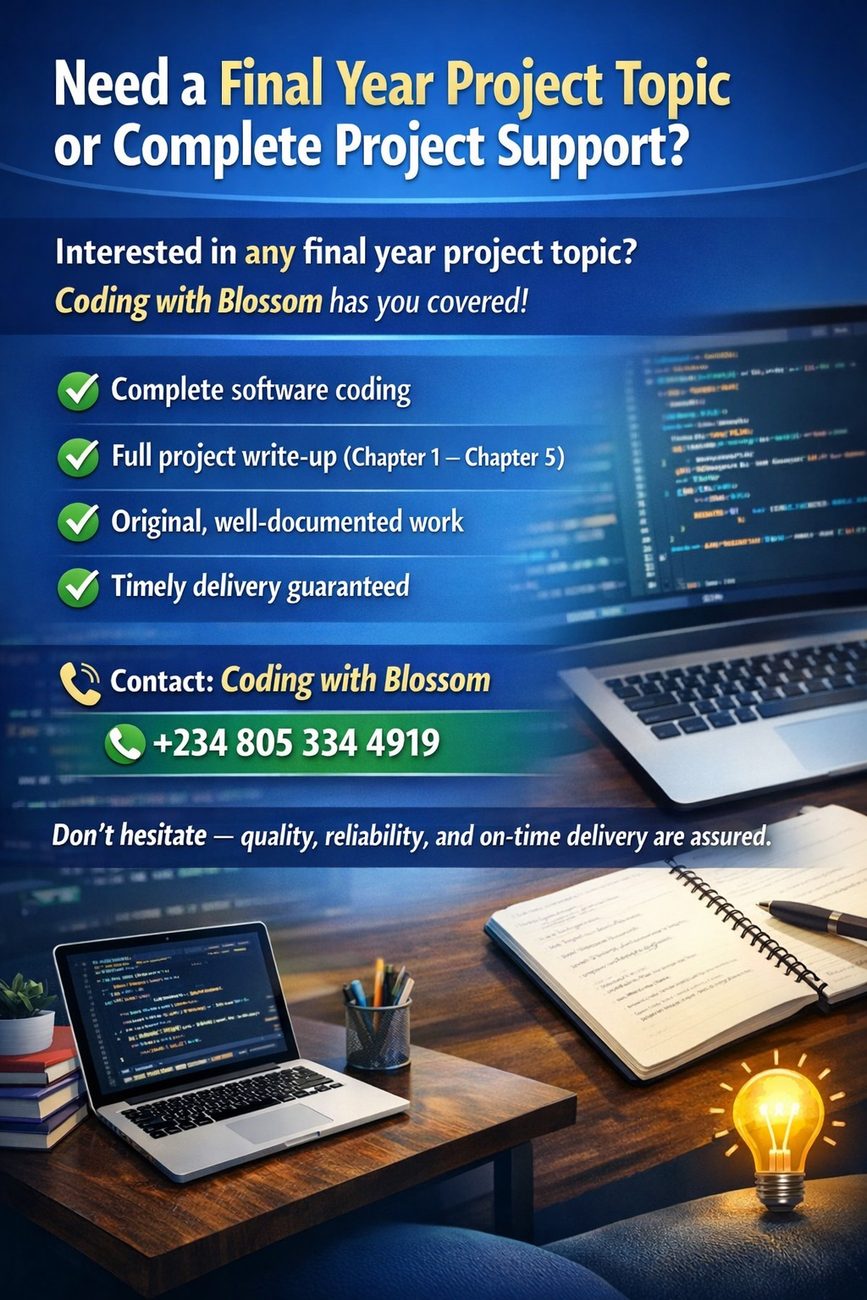 Need a Final Year Project Topic
or Complete Project Support?
Interested in any final year project topic?
Coding with Blossom has you covered!
Complete software coding
Full project write-up (Chapter 1 – Chapter 5)
Original, well-documented work
Timely delivery guaranteed
Contact: Coding with Blossom
+234 805 334 4919
Don't hesitate — quality, reliability, and on-time delivery are assured.